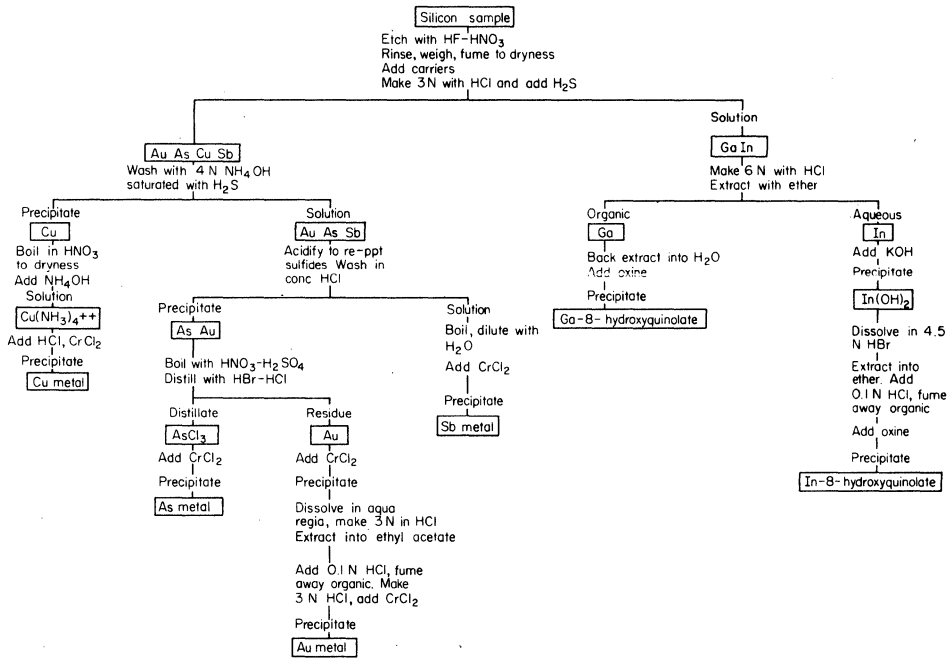 Silicon sample
Etch with HF-HNO3
Rinse, weigh, fume to dryness
Add carriers
Make 3N with HCl and add H2S
Au As Cu Sb
Wash with 4 N NH4OH
saturated with H2S
Solution
Ga In
Make 6 N with HCl
Extract with ether
Precipitate
Cu
Boil in HNO3
to dryness
Add NH4OH
Solution
Cu(NH3)4++
Add HCl, CrCl2
Precipitate
Cu metal
Solution
Au As Sb
Acidify to re-ppt
sulfides Wash in
conc HCl
Precipitate
As Au
Boil with HNO3-H2SO4
Distill with HBr-HCl
Distillate
AsCl3
Add CrCl2
Precipitate
As metal
Residue
Au
Add CrCl2
Precipitate
Dissolve in aqua
regia, make 3N in HCl
Extract into ethyl acetate
Add 0.1 N HCl, fume
away organic. Make
3 N HCl, add CrCl2
Precipitate
Au metal
Solution
Boil, dilute with
H2O
Add CrCl2
Precipitate
Sb metal
Organic
Ga
Back extract into H2O
Add oxine
Precipitate
Ga-8-hydroxyquinolate
Aqueous
In
Add KOH
Precipitate
In(OH)2
Dissolve in 4.5
N HBr
Extract into
ether. Add
0.1 N HCl, fume
away organic
Add oxine
Precipitate
In-8-hydroxyquinolate